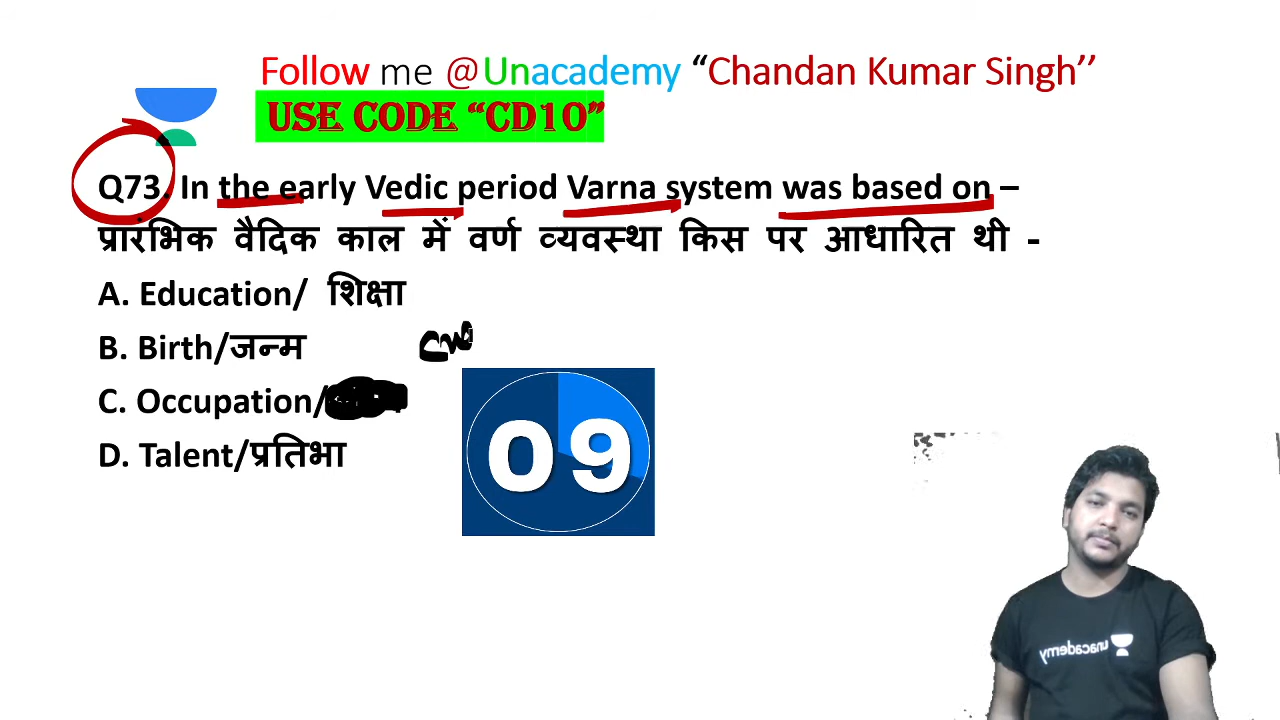 Follow me @Unacademy “Chandan Kumar Singh’’
USE CODE “CD10”
Q73. In the early Vedic period Varna system was based on –
प्रारंभिक वैदिक काल में वर्ण व्यवस्था किस पर आधारित थी -
A. Education/ शिक्षा
B. Birth/जन्म
C. Occupation/
D. Talent/प्रतिभा
09
unacademy